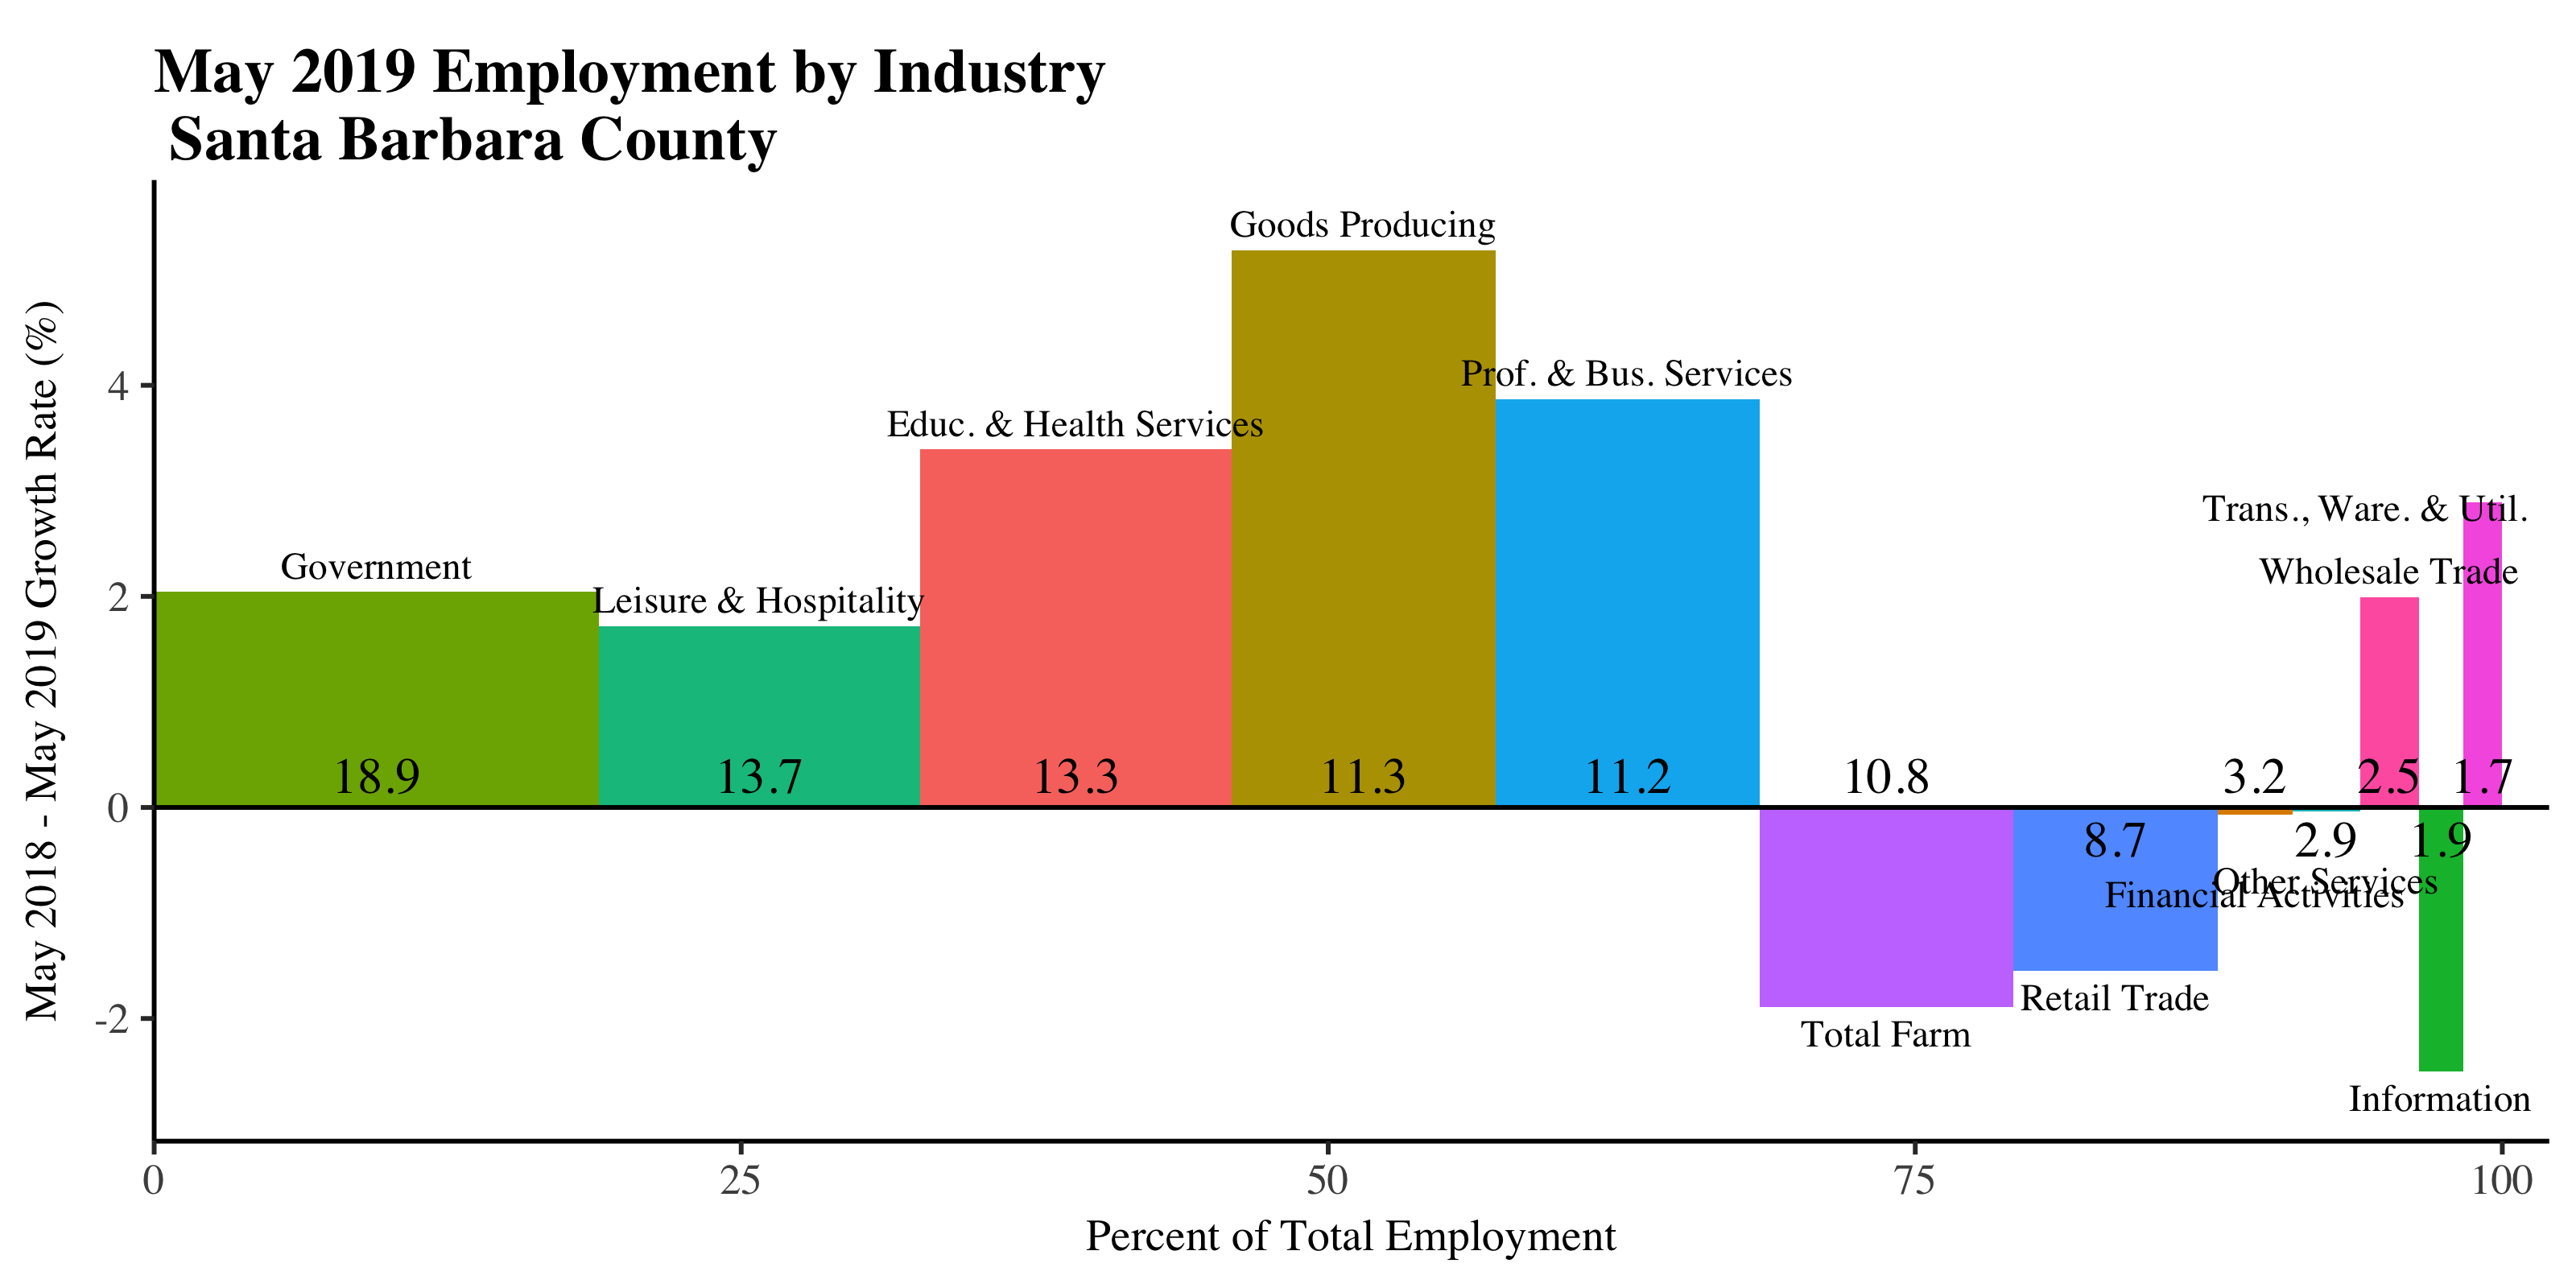 May 2019 Employment by Industry
Santa Barbara County
May 2018 - May 2019 Growth Rate (%)
Goods Producing
4
Prof. & Bus. Services
Educ. & Health Services
Trans., Ware. & Util.
Government
Wholesale Trade
2
Leisure & Hospitality
18.9
13.7
13.3
11.3
11.2
10.8
3.2
2.5
1.7
0
8.7
2.9
1.9
Other Services
Financial Activities
Retail Trade
-2
Total Farm
Information
0
25
50
75
100
Percent of Total Employment